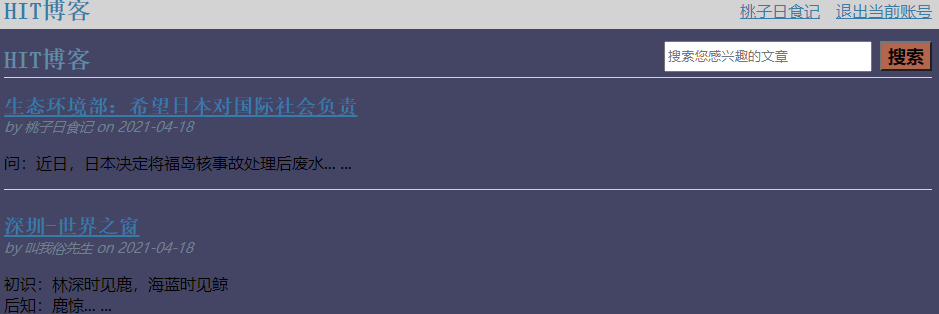 HIT博客 桃子日食记 退出当前账号
HIT博客 搜索您感兴趣的文章 搜索
生态环境部：希望日本对国际社会负责
by 桃子日食记 on 2021-04-18
问：近日，日本决定将福岛核事故处理后废水... ...
深圳-世界之窗
by 叫我俗先生 on 2021-04-18
初识：林深时见鹿，海蓝时见鲸
后知：鹿惊... ...